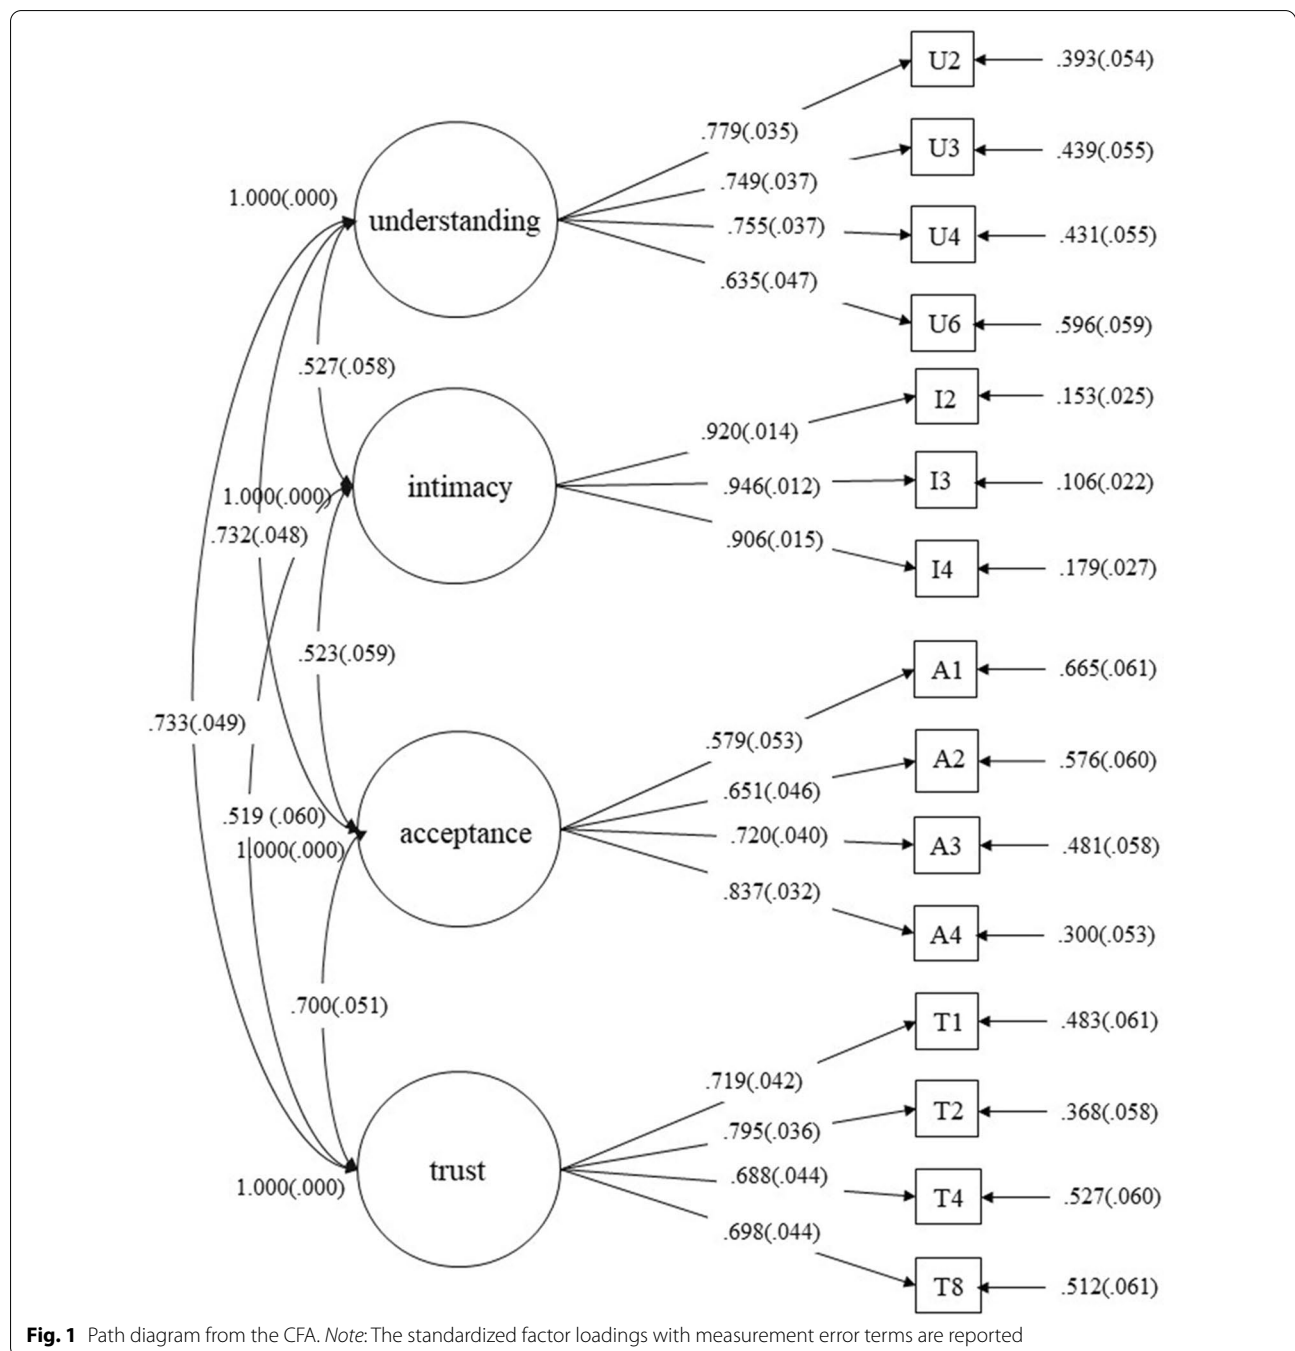 U2 .393(.054)
.779(.035)
U3 .439(.055)
.749(.037)
1.000(.000)
understanding
.755(.037) U4 .431(.055)
.635(.047)
U6 .596(.059)
.527(.058)
I2 .153(.025)
.920(.014)
1.000(.000)
intimacy .946(.012) I3 .106(.022)
.732(.048)
.906(.015)
I4 .179(.027)
.523(.059)
A1 .665(.061)
.733(.049)
.579(.053)
A2 .576(.060)
.651(.046)
.519 (.060)
acceptance .720(.040) A3 .481(.058)
1.000(.000)
.837(.032)
A4 .300(.053)
.700(.051)
T1 .483(.061)
.719(.042)
T2 .368(.058)
.795(.036)
trust .688(.044)
1.000(.000)
T4 .527(.060)
.698(.044)
T8 .512(.061)
Fig. 1 Path diagram from the CFA. Note: The standardized factor loadings with measurement error terms are reported